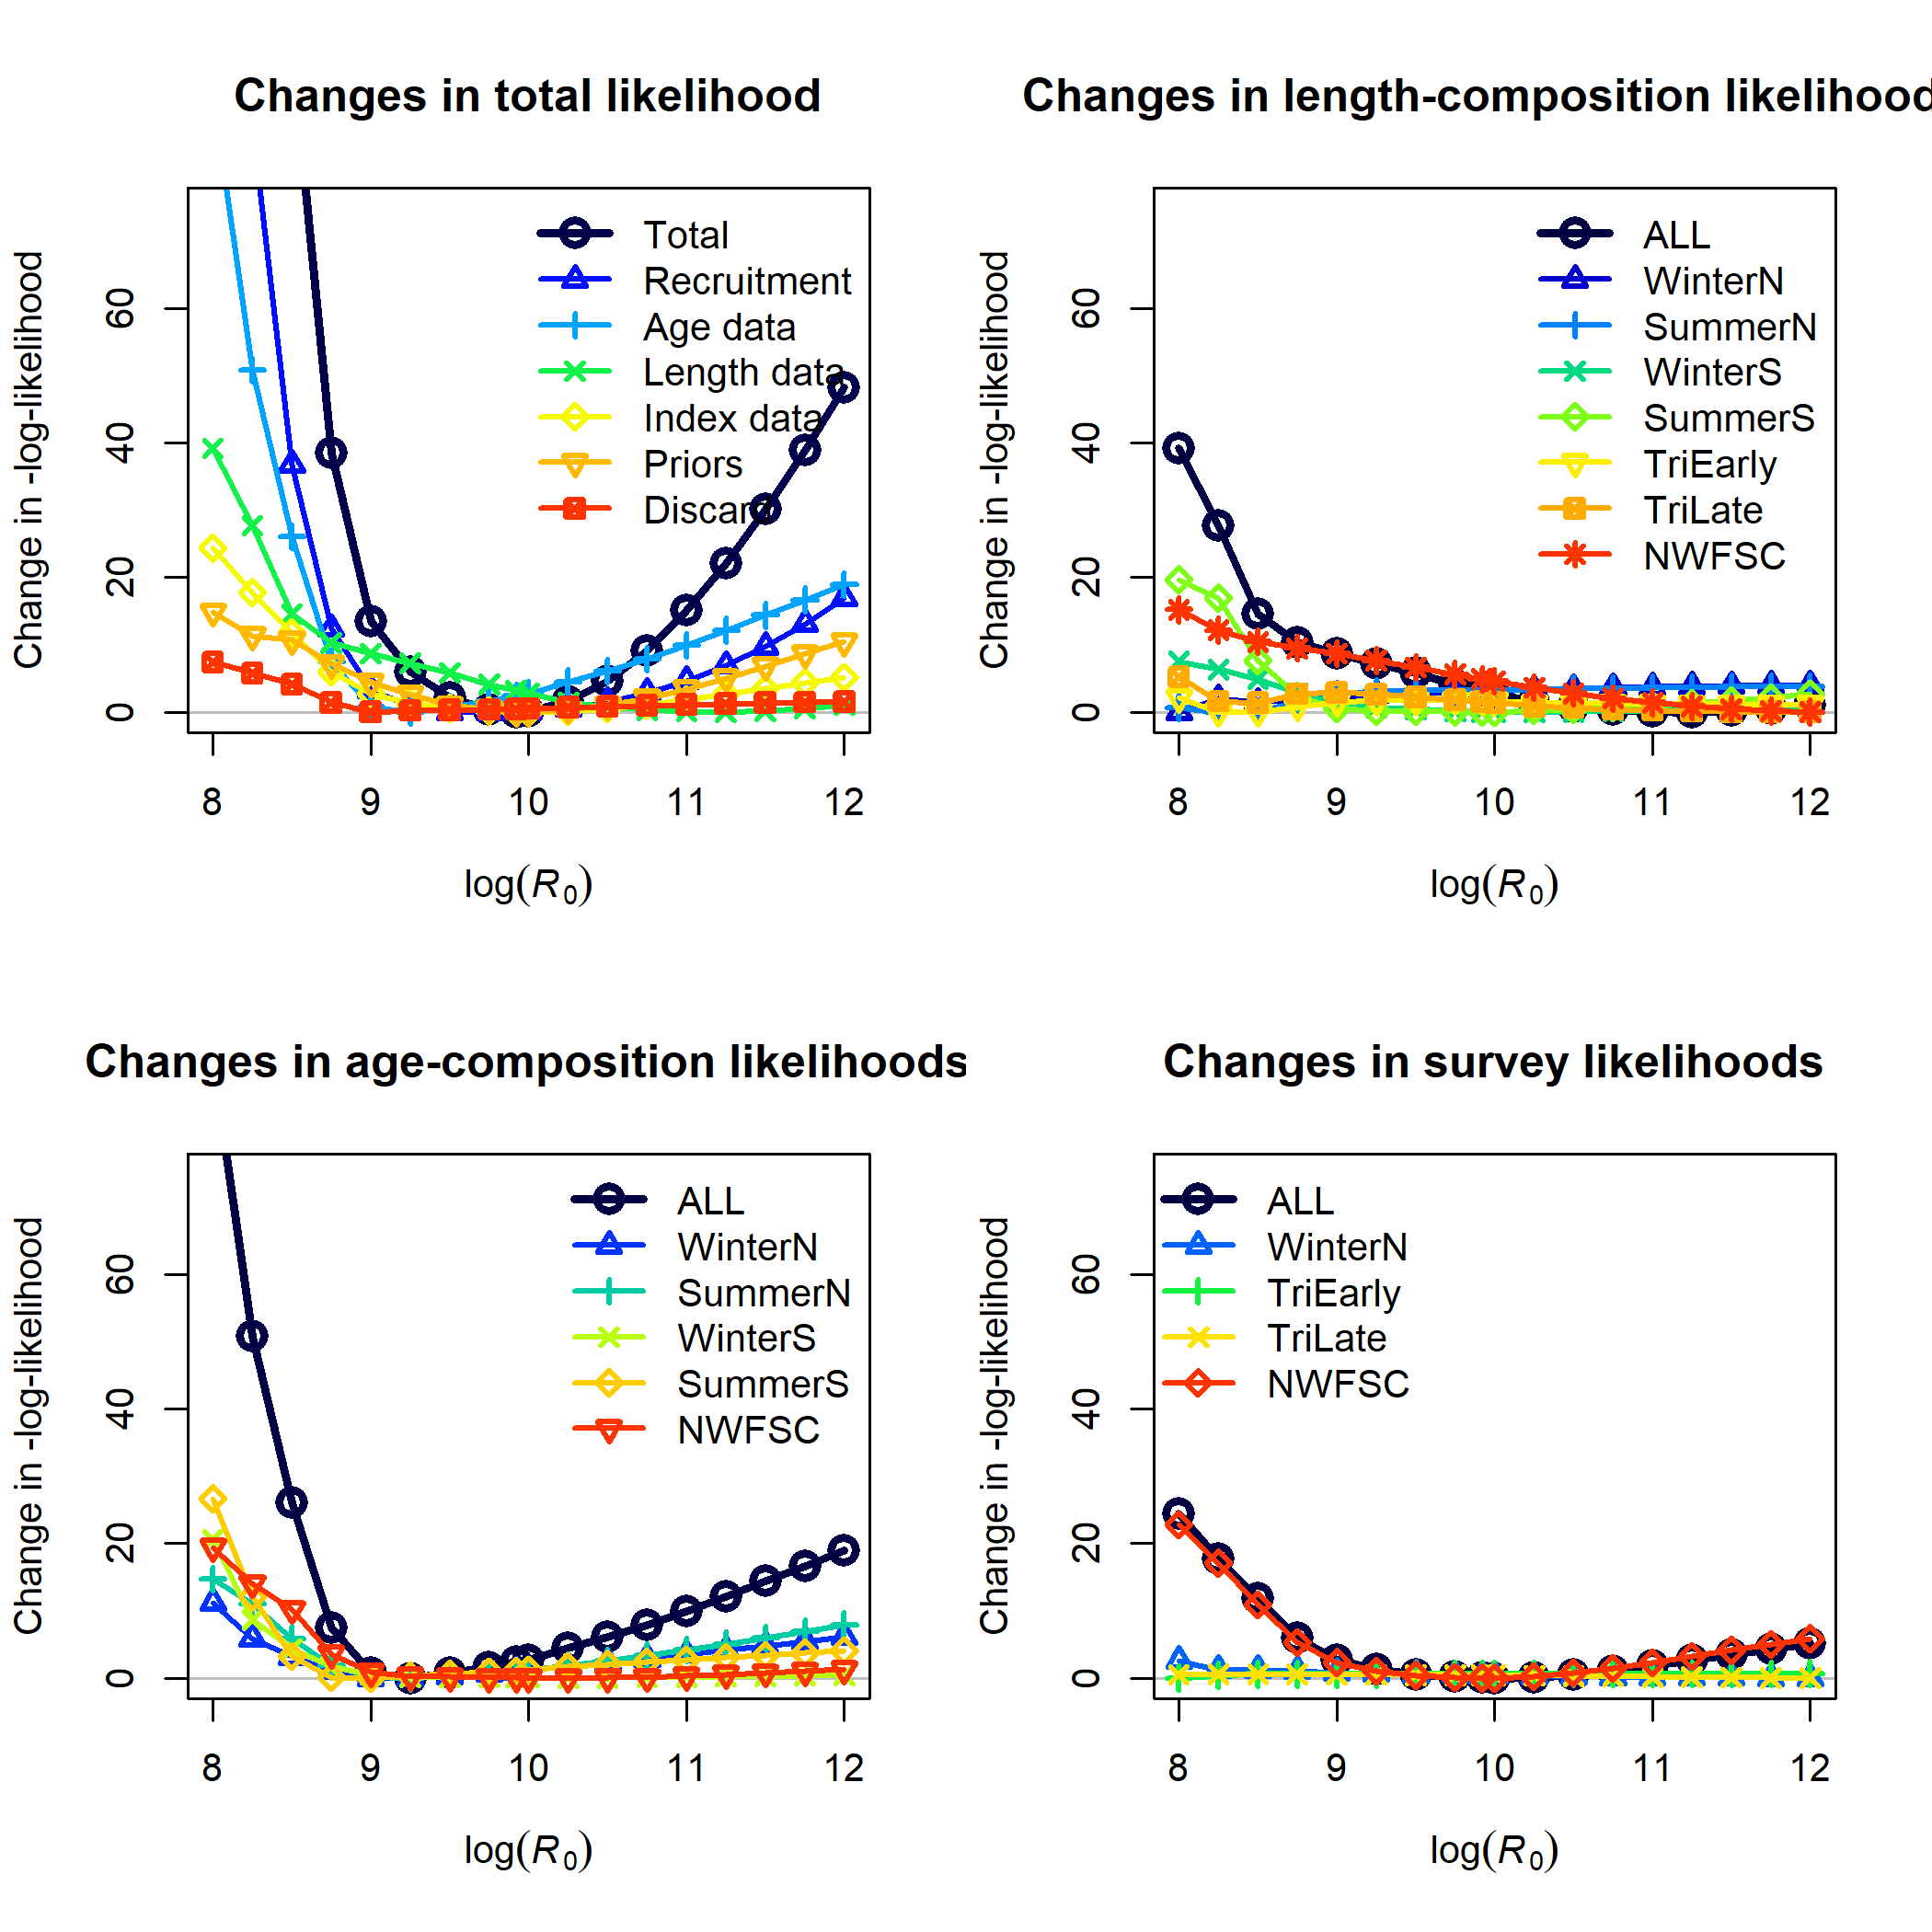 Changes in total likelihood
Change in -log-likelihood
60
40
20
0
Total
Recruitment
Age data
Length data
Index data
Priors
Discard
8 9 10 11 12
log(R0)
Changes in length-composition likelihood
Change in -log-likelihood
60
40
20
0
ALL
WinterN
SummerN
WinterS
SummerS
TriEarly
TriLate
NWFSC
8 9 10 11 12
log(R0)
Changes in age-composition likelihoods
Change in -log-likelihood
60
40
20
0
ALL
WinterN
SummerN
WinterS
SummerS
NWFSC
8 9 10 11 12
log(R0)
Changes in survey likelihoods
Change in -log-likelihood
60
40
20
0
ALL
WinterN
TriEarly
TriLate
NWFSC
8 9 10 11 12
log(R0)